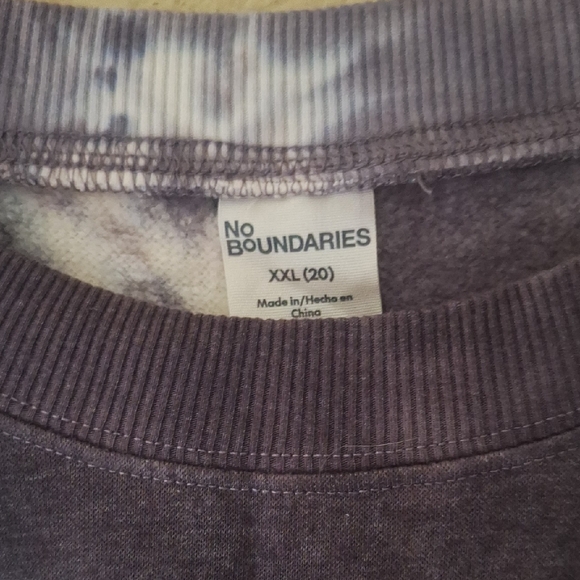 No
BOUNDARIES
XXL (20)
Made in/Hecho en
China